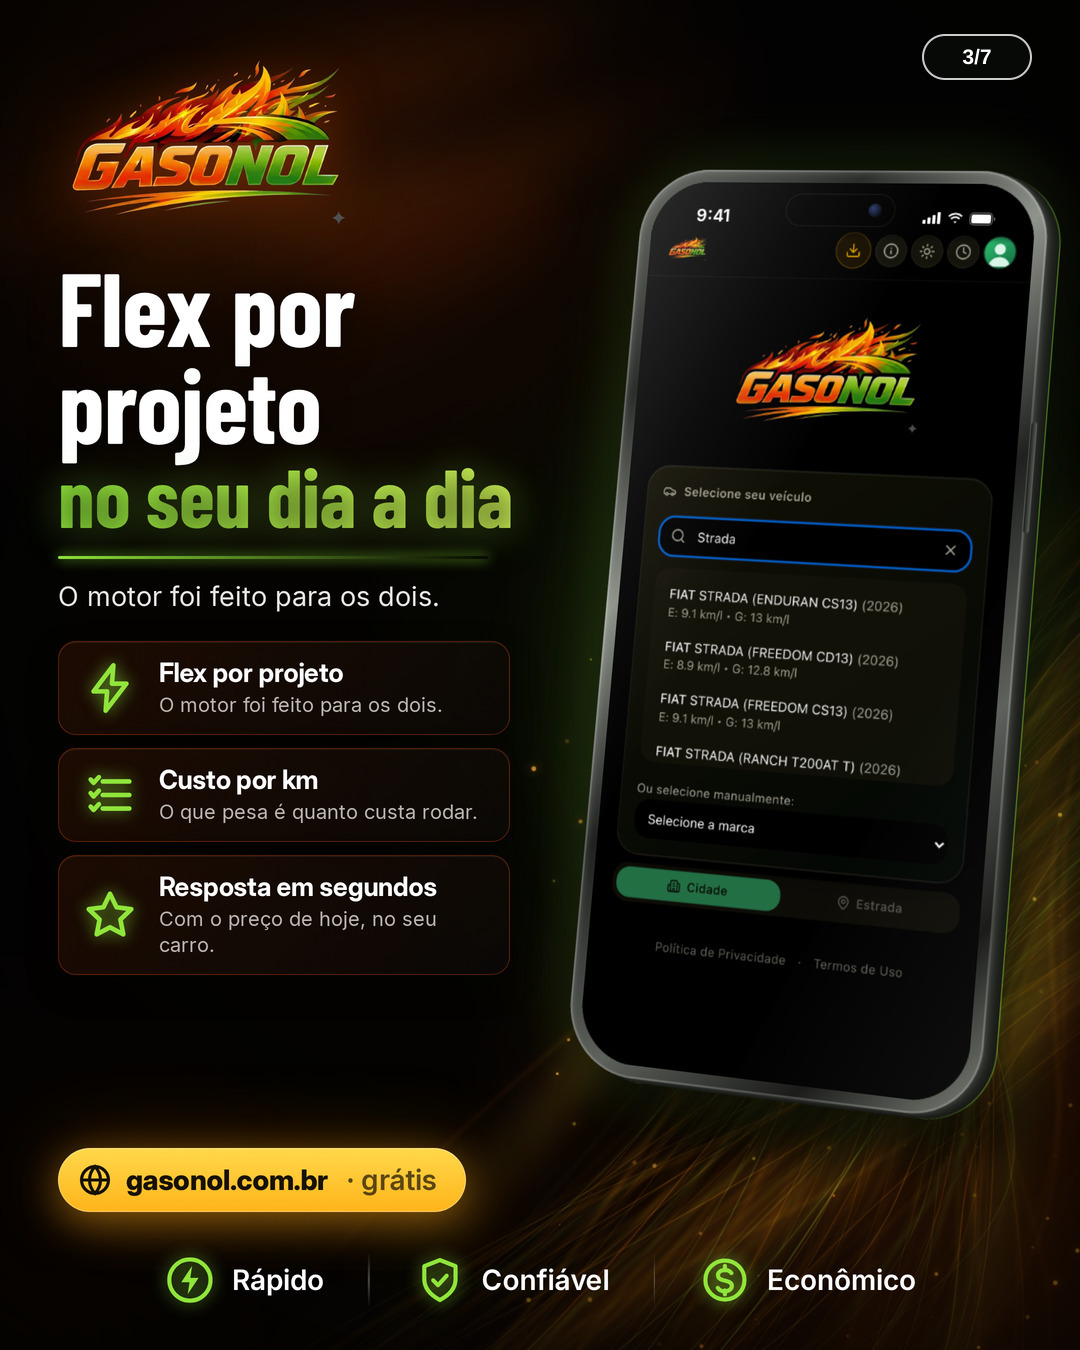 GASONOL
3/7
Flex por
projeto
no seu dia a dia
O motor foi feito para os dois.
Flex por projeto
O motor foi feito para os dois.
Custo por km
O que pesa é quanto custa rodar.
Resposta em segundos
Com o preço de hoje, no seu
carro.
9:41
GASONOL
GASONOL
Selecione seu veículo
Strada
FIAT STRADA (ENDURAN CS13) (2026)
E: 9.1 km/l • G: 13 km/l
FIAT STRADA (FREEDOM CD13) (2026)
E: 8.9 km/l • G: 12.8 km/l
FIAT STRADA (FREEDOM CS13) (2026)
E: 9.1 km/l • G: 13 km/l
FIAT STRADA (RANCH T200AT T) (2026)
Ou selecione manualmente:
Selecione a marca
Cidade
Estrada
Política de Privacidade · Termos de Uso
gasonol.com.br · grátis
Rápido
Confiável
Econômico